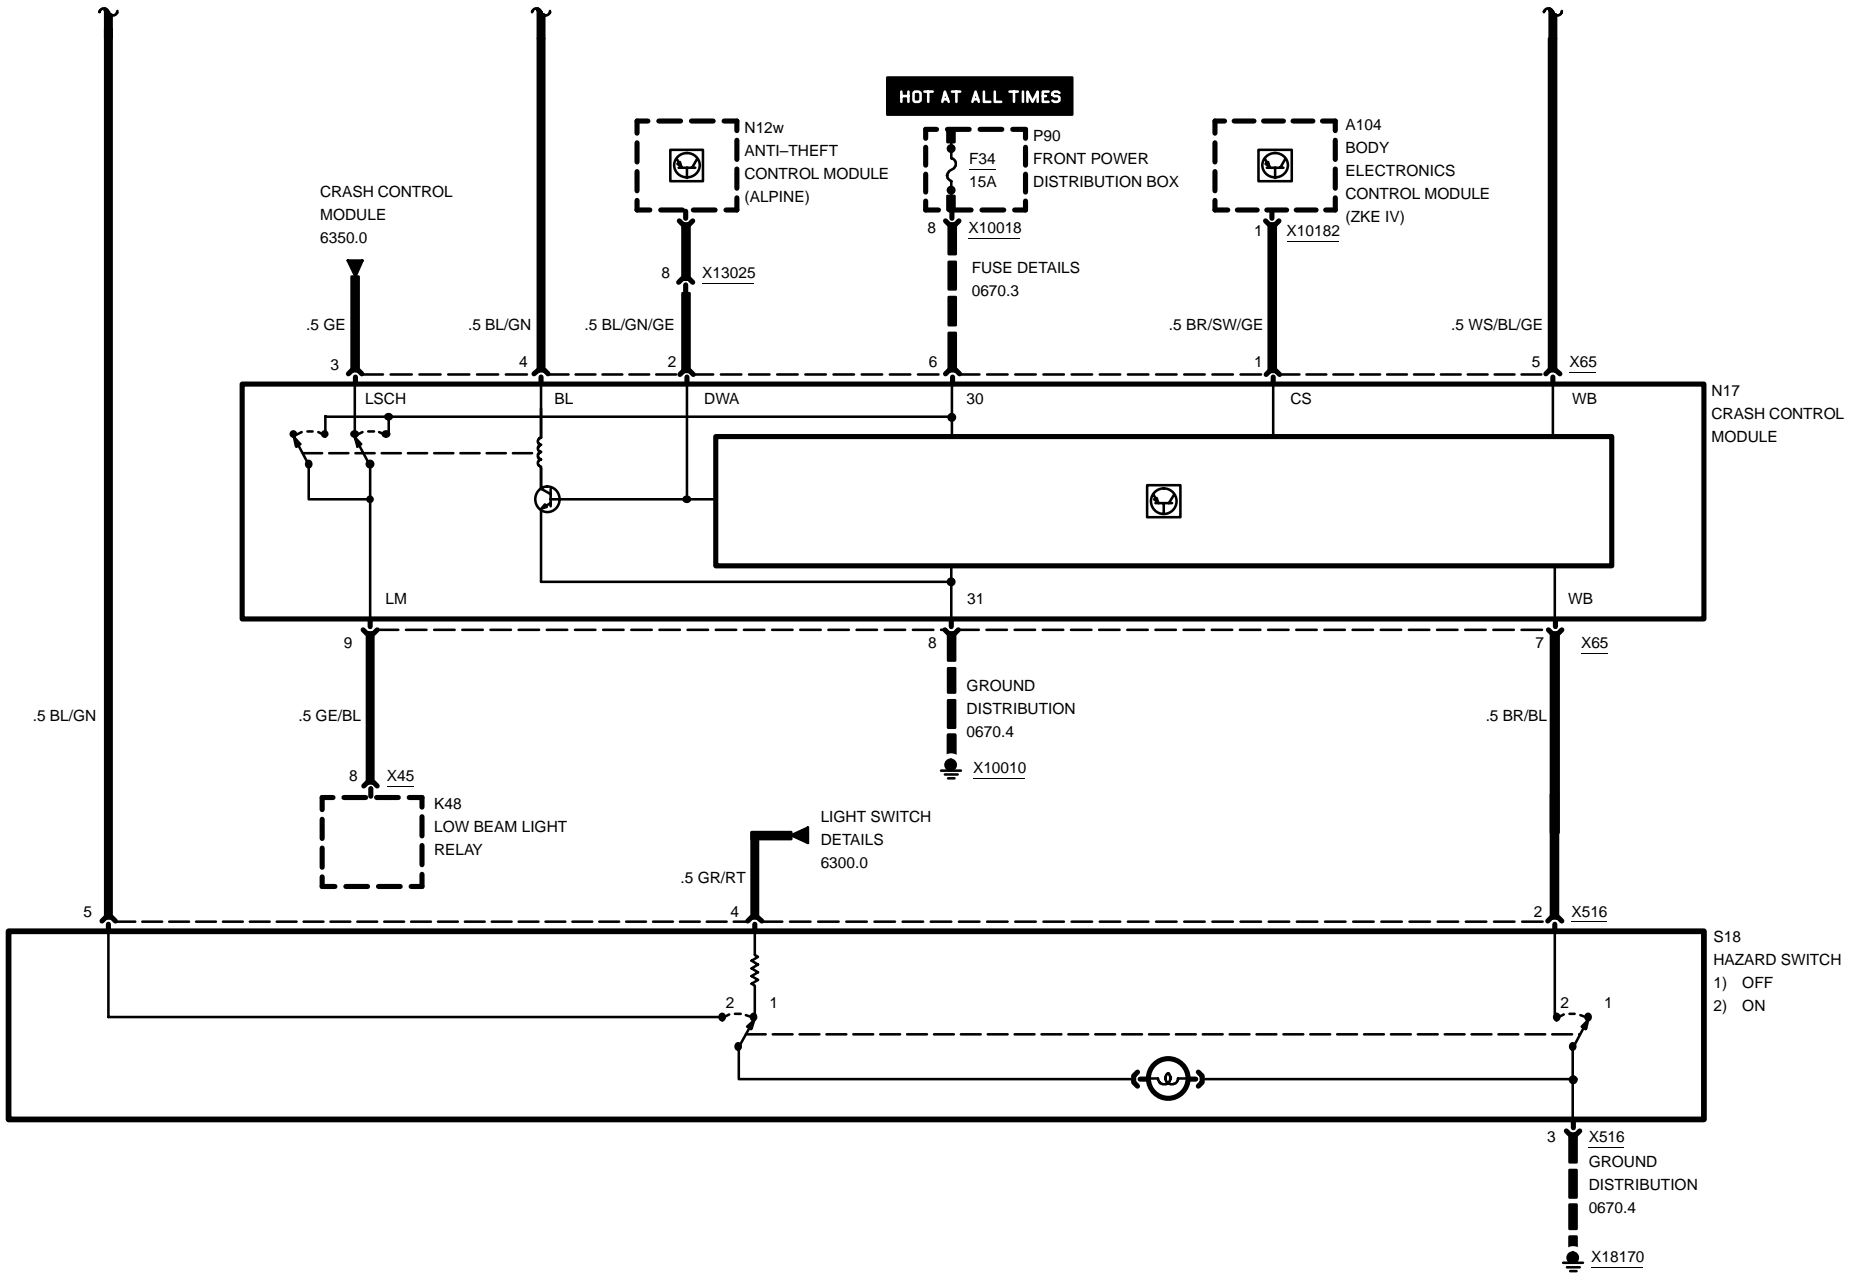 HOT AT ALL TIMES
N12w
ANTI–THEFT
CONTROL MODULE
(ALPINE)
F34
15A
P90
FRONT POWER
DISTRIBUTION BOX
A104
BODY
ELECTRONICS
CONTROL MODULE
(ZKE IV)
CRASH CONTROL
MODULE
6350.0
8 X10018
1 X10182
8 X13025
FUSE DETAILS
0670.3
.5 GE
.5 BL/GN
.5 BL/GN/GE
.5 BR/SW/GE
.5 WS/BL/GE
3
4
2
6
1
5 X65
LSCH
BL
DWA
30
CS
WB
N17
CRASH CONTROL
MODULE
LM
31
WB
9
8
7 X65
GROUND
DISTRIBUTION
0670.4
.5 BL/GN
.5 GE/BL
.5 BR/BL
X10010
8 X45
K48
LOW BEAM LIGHT
RELAY
LIGHT SWITCH
DETAILS
6300.0
.5 GR/RT
5
4
2 X516
S18
HAZARD SWITCH
1) OFF
2) ON
2 1
2 1
3 X516
GROUND
DISTRIBUTION
0670.4
X18170